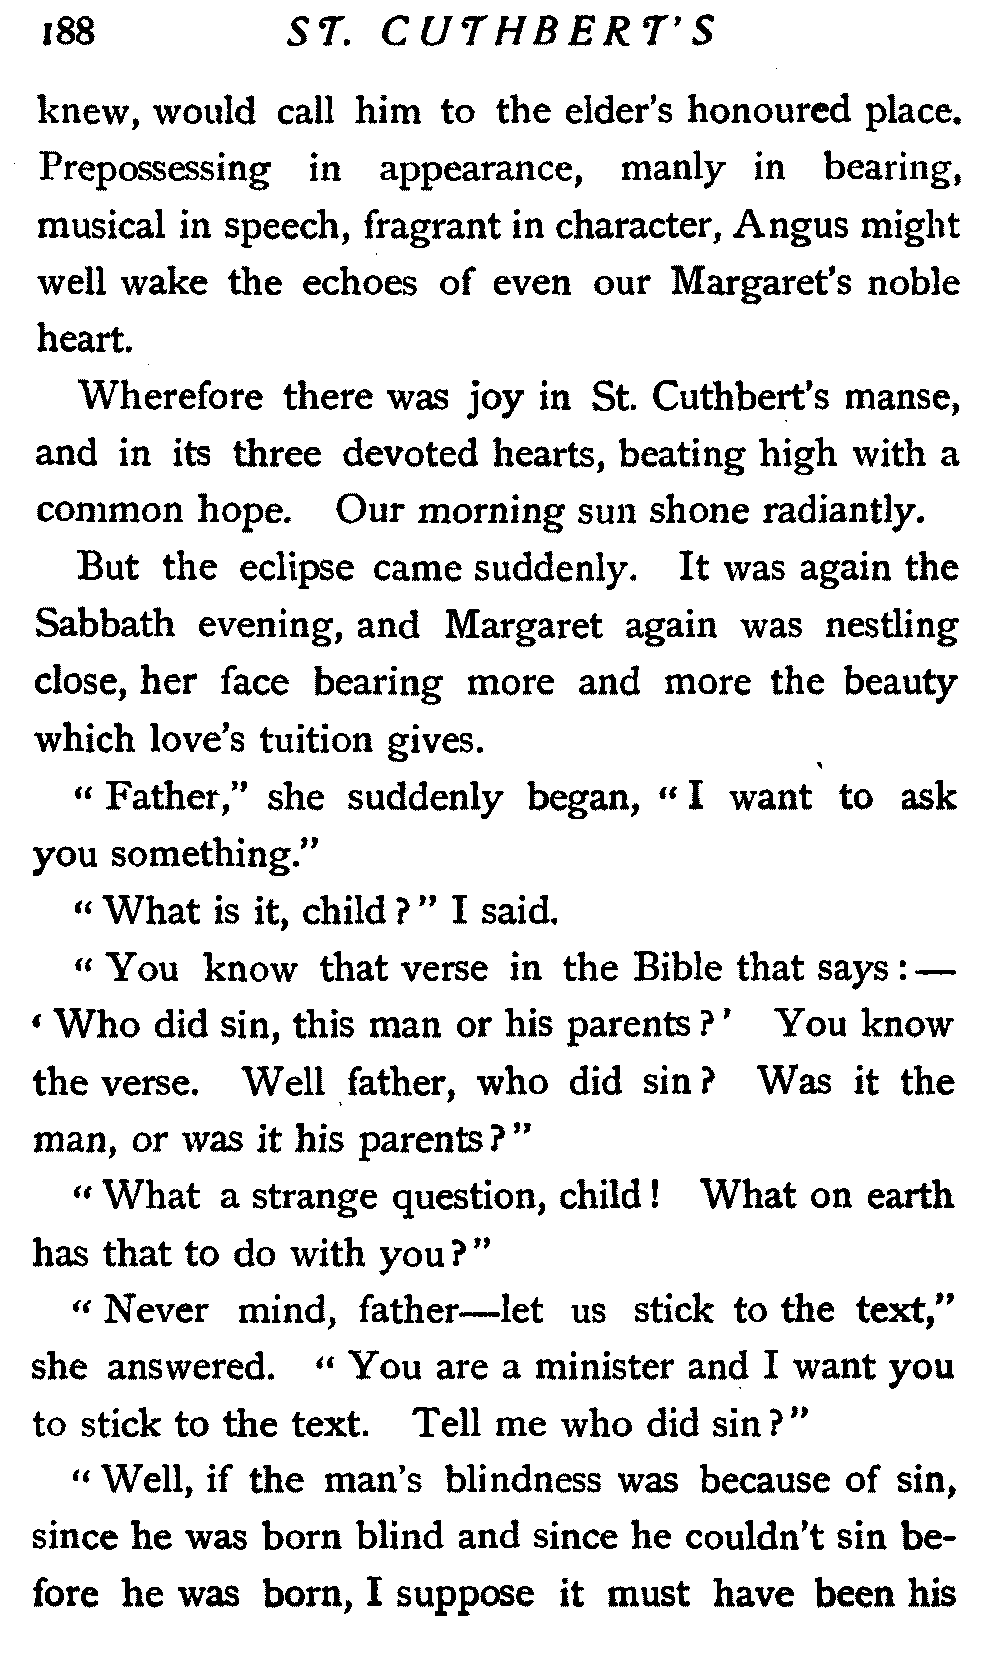 188 ST. CUTHBERT'S
knew, would call him to the elder's honoured place.
Prepossessing in appearance, manly in bearing,
musical in speech, fragrant in character, Angus might
well wake the echoes of even our Margaret's noble
heart.
Wherefore there was joy in St. Cuthbert's manse,
and in its three devoted hearts, beating high with a
common hope. Our morning sun shone radiantly.
But the eclipse came suddenly. It was again the
Sabbath evening, and Margaret again was nestling
close, her face bearing more and more the beauty
which love's tuition gives.
" Father," she suddenly began, " I want to ask
you something."
" What is it, child ? " I said.
" You know that verse in the Bible that says : —
‘ Who did sin, this man or his parents ? ’ You know
the verse. Well father, who did sin ? Was it the
man, or was it his parents ? "
" What a strange question, child ! What on earth
has that to do with you ? "
" Never mind, father—let us stick to the text,"
she answered. " You are a minister and I want you
to stick to the text. Tell me who did sin ? "
" Well, if the man's blindness was because of sin,
since he was born blind and since he couldn't sin be-
fore he was born, I suppose it must have been his